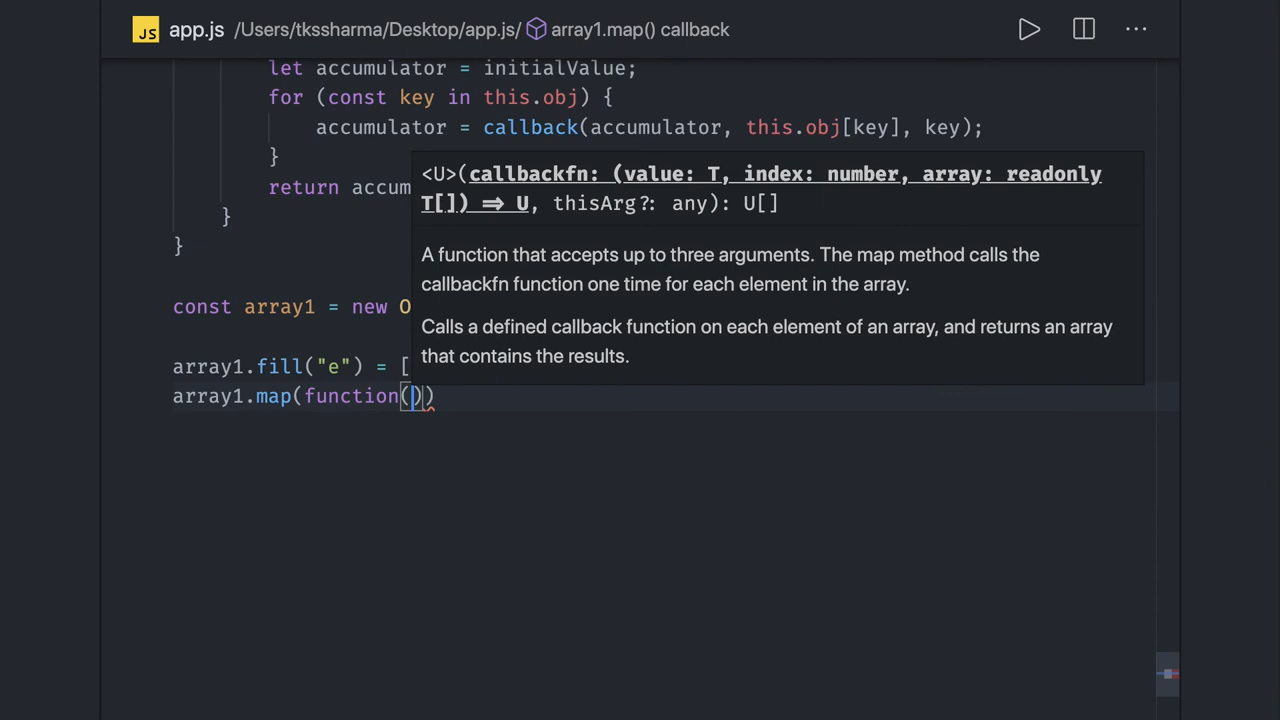 JS app.js /Users/tkssharma/Desktop/app.js/ array1.map() callback
let accumulator = initialValue;
for (const key in this.obj) {
accumulator = callback(accumulator, this.obj[key], key);
}
return accum
}
}
<U>(callbackfn: (value: T, index: number, array: readonly
T[]) => U, thisArg?: any): U[]
A function that accepts up to three arguments. The map method calls the
callbackfn function one time for each element in the array.
Calls a defined callback function on each element of an array, and returns an array
that contains the results.
const array1 = new O
array1.fill("e") = [
array1.map(function())